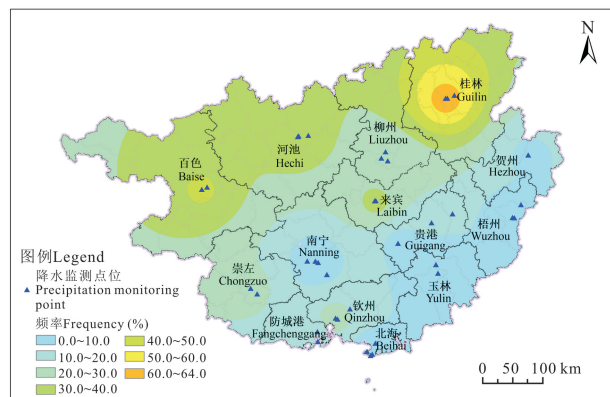 N
桂林
Guilin
柳州
Liuzhou
河池
Hechi
贺州
Hezhou
百色
Baise
来宾
Laibin
梧州
Wuzhou
贵港
Guigang
南宁
Nanning
崇左
Chongzuo
玉林
Yulin
钦州
Qinzhou
防城港
Fangchenggang
北海
Beihai
图例Legend
降水监测点位
Precipitation monitoring
point
频率Frequency (%)
0.0~10.0
10.0~20.0
20.0~30.0
30.0~40.0
40.0~50.0
50.0~60.0
60.0~64.0
0 50 100 km